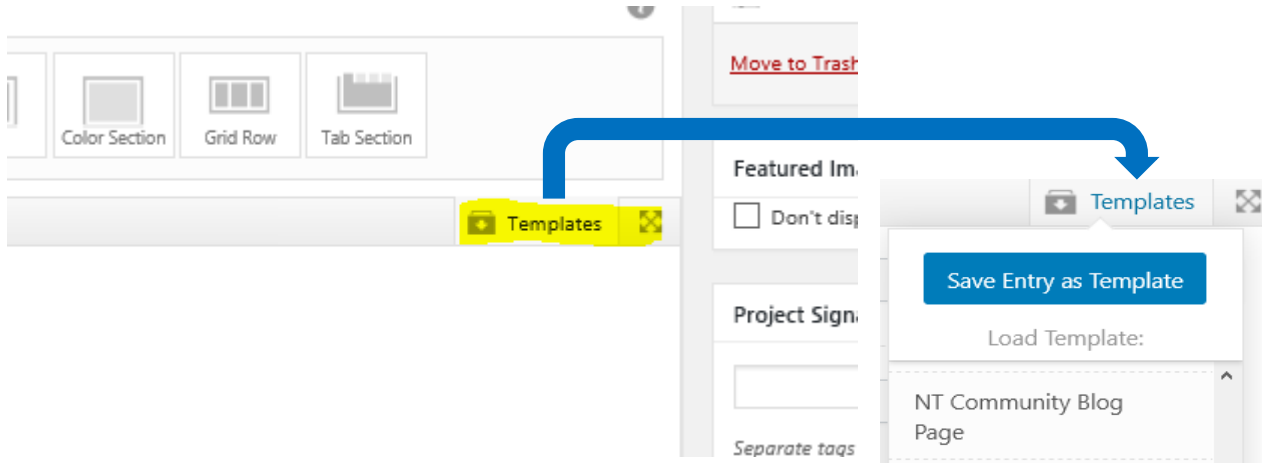 ?
Move to Trash
Color Section
Grid Row
Tab Section
Featured Im
Templates
Don't disp
Project Signa
Separate tags
Templates
Save Entry as Template
Load Template:
NT Community Blog
Page